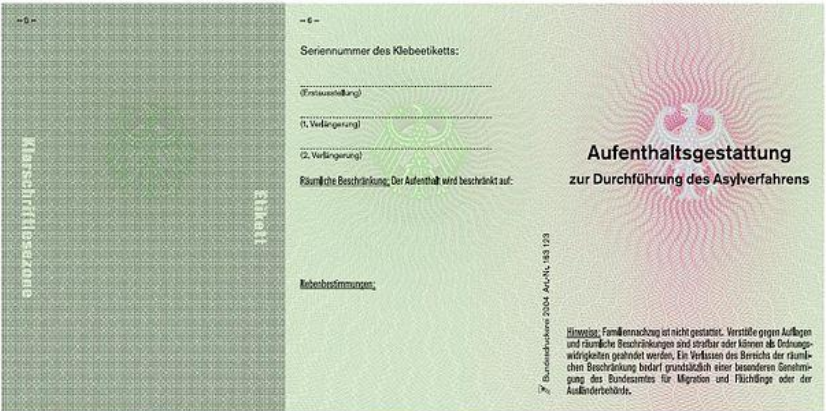 – 5 –
Klarschriftlesezone
Etikett
– 6 –
Seriennummer des Klebeetiketts:
(Erstausstellung)
(1. Verlängerung)
(2. Verlängerung)
Räumliche Beschränkung: Der Aufenthalt wird beschränkt auf:
Nebenbestimmungen:
Bundesdruckerei 2004 Art.-Nr. 163 123
Aufenthaltsgestattung
zur Durchführung des Asylverfahrens
Hinweise: Familiennachzug ist nicht gestattet. Verstöße gegen Auflagen
und räumliche Beschränkungen sind strafbar oder können als Ordnungs-
widrigkeiten geahndet werden. Ein Verlassen des Bereichs der räumli-
chen Beschränkung bedarf grundsätzlich einer besonderen Genehmi-
gung des Bundesamtes für Migration und Flüchtlinge oder der
Ausländerbehörde.